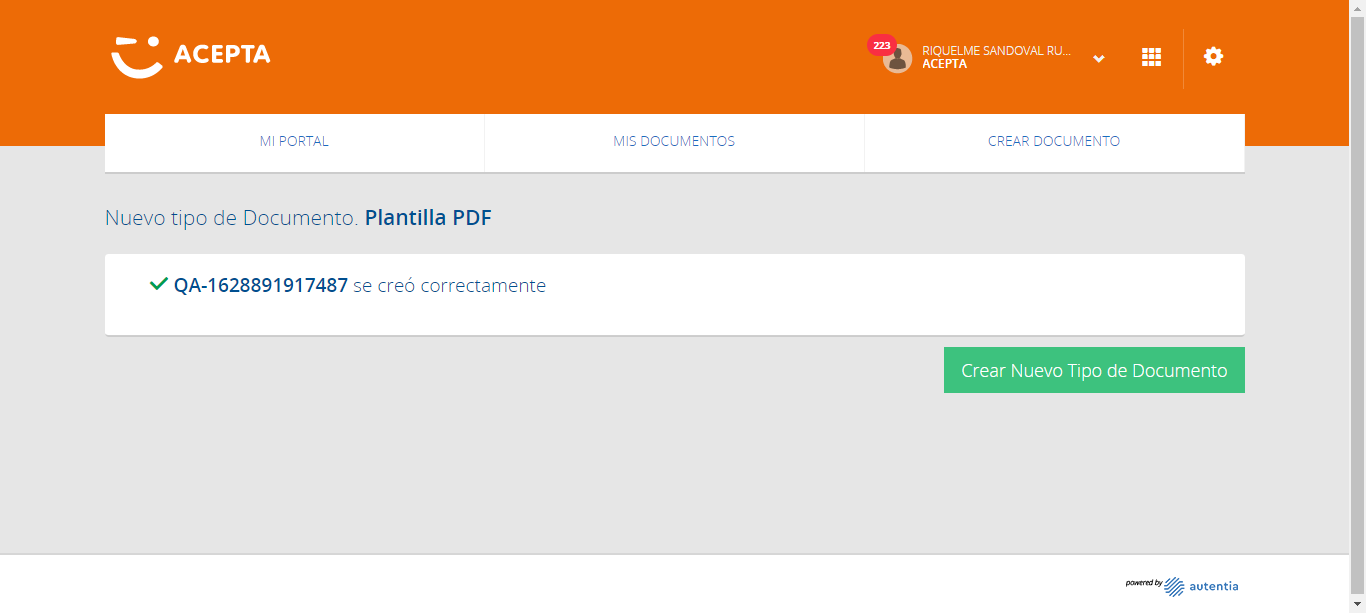 ACEPTA
223
RIQUELME SANDOVAL RU...
ACEPTA
MI PORTAL
MIS DOCUMENTOS
CREAR DOCUMENTO
Nuevo tipo de Documento. Plantilla PDF
QA-1628891917487 se creó correctamente
Crear Nuevo Tipo de Documento
powered by autentia